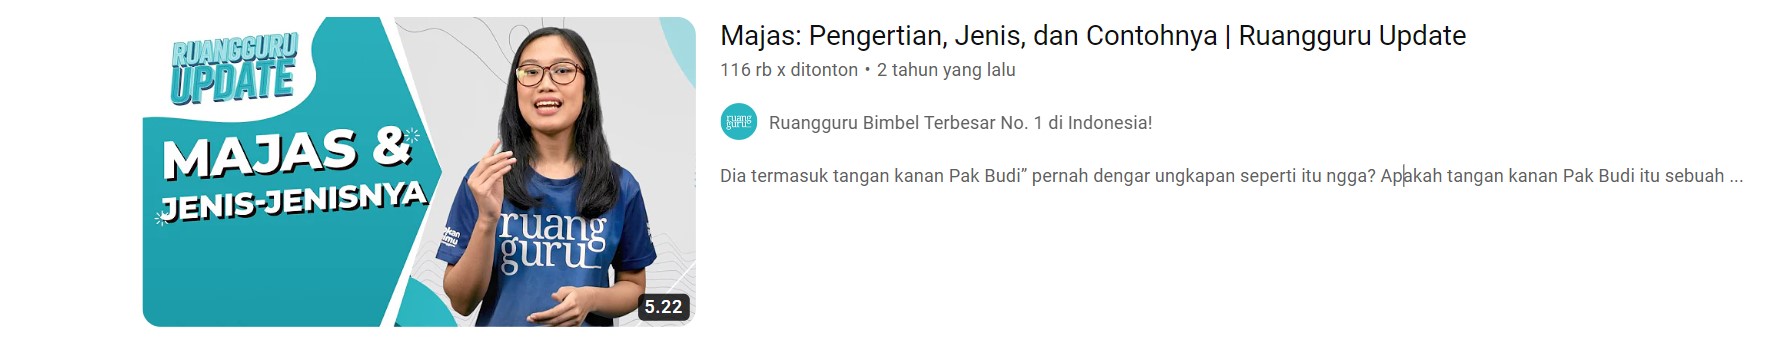 RUANGGURU
UPDATE
MAJAS &
JENIS-JENISNYA
ruang
guru
5.22
Majas: Pengertian, Jenis, dan Contohnya | Ruangguru Update
116 rb x ditonton • 2 tahun yang lalu
ruang
guru
Ruangguru Bimbel Terbesar No. 1 di Indonesia!
Dia termasuk tangan kanan Pak Budi” pernah dengar ungkapan seperti itu ngga? Apakah tangan kanan Pak Budi itu sebuah ...